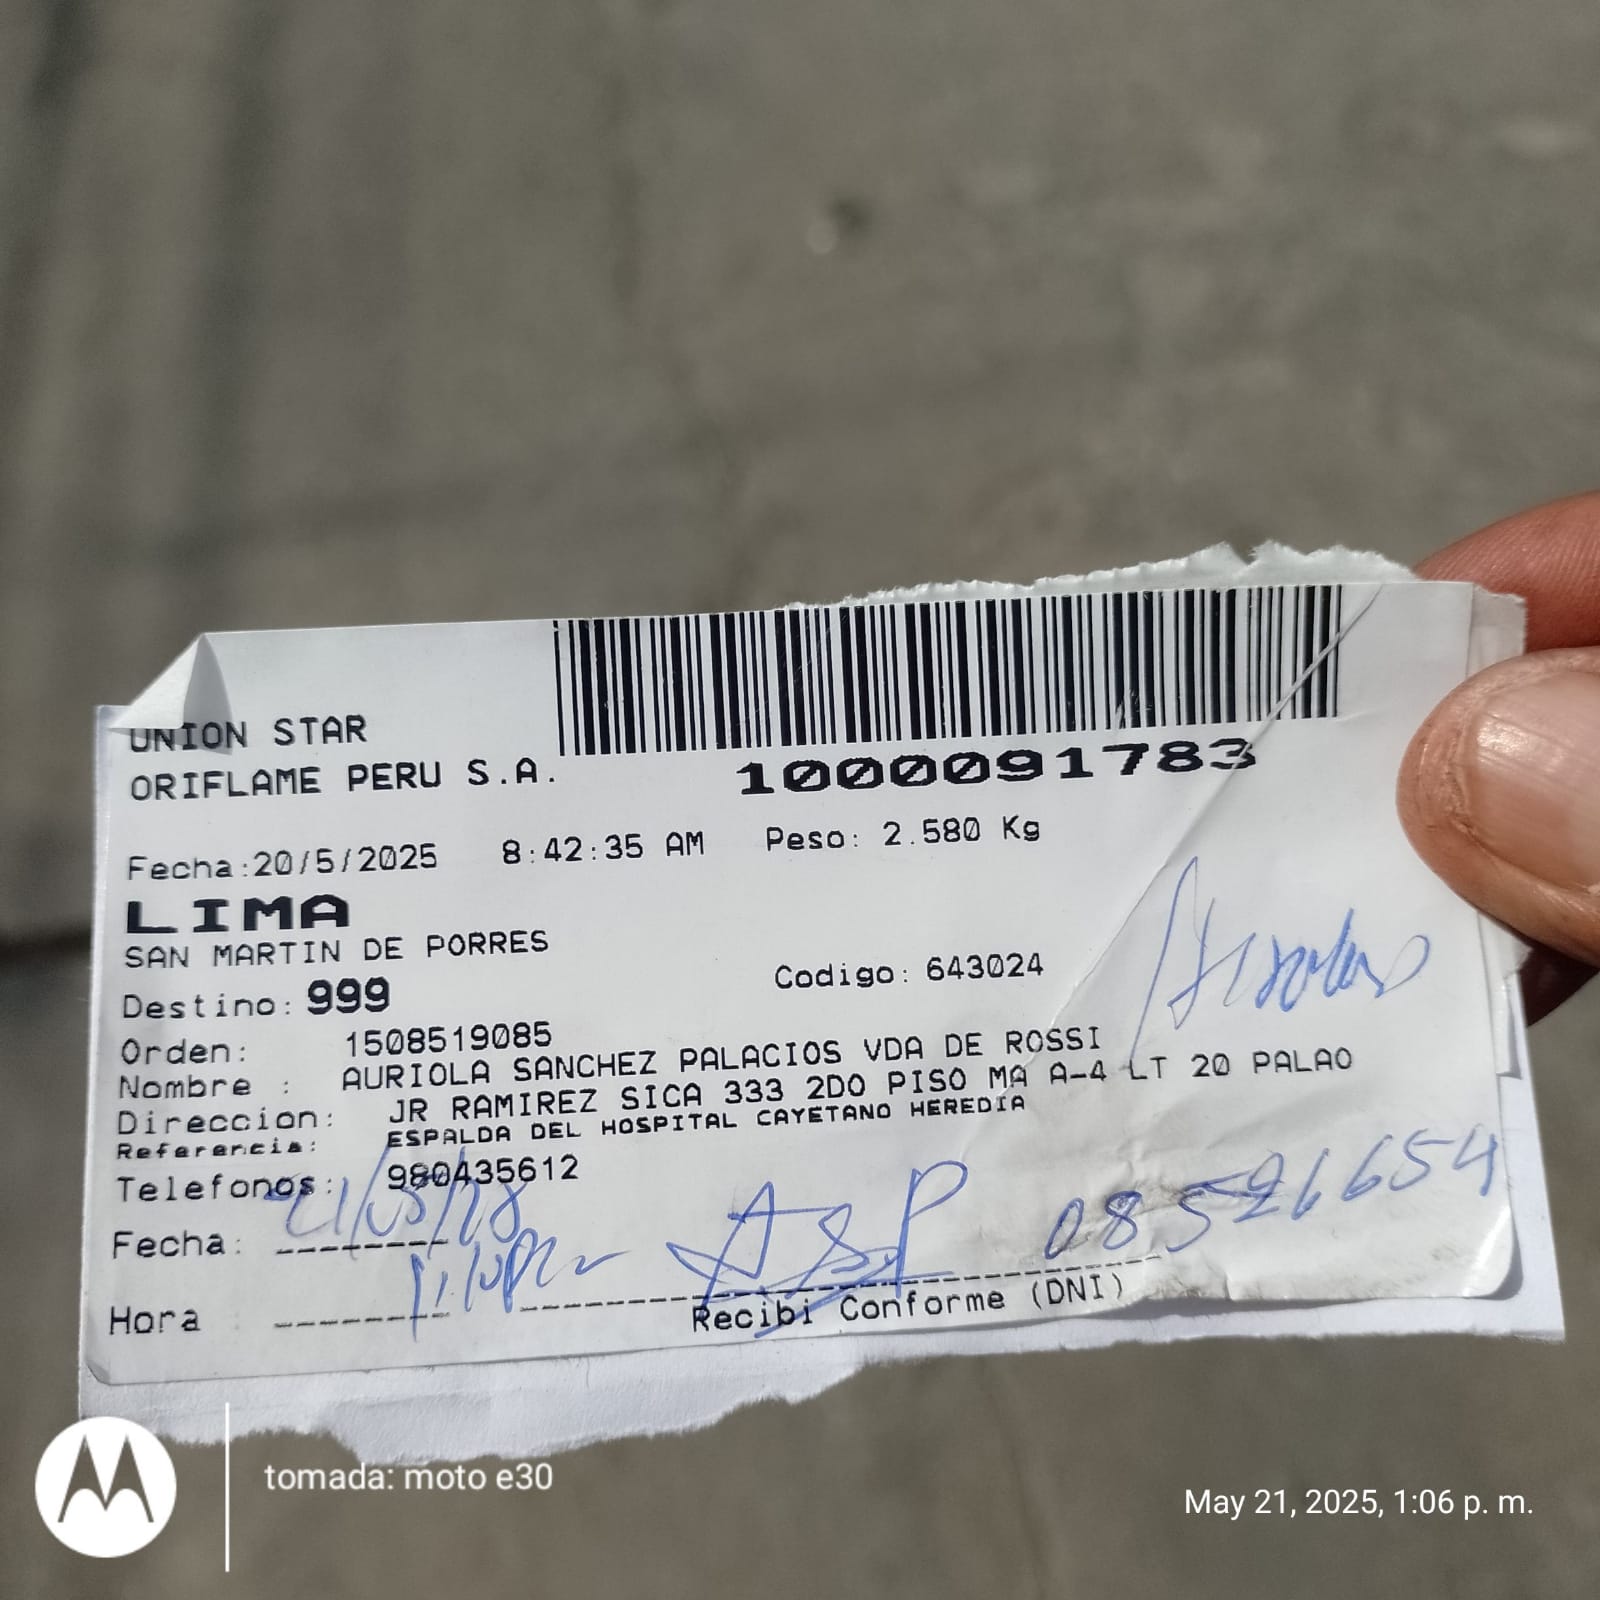 UNION STAR
ORIFLAME PERU S.A.
1000091783
Fecha:20/5/2025 8:42:35 AM Peso: 2.580 Kg
LIMA
SAN MARTIN DE PORRES
Destino: 999 Codigo: 643024
Orden: 1508519085
Nombre : AURIOLA SANCHEZ PALACIOS VDA DE ROSSI
Direccion: JR RAMIREZ SICA 333 2DO PISO MA A-4 LT 20 PALAO
Referencia: ESPALDA DEL HOSPITAL CAYETANO HEREDIA
Telefonos: 980435612
Fecha:
ASP 08526654
Hora :
Recibi Conforme (DNI)
tomada: moto e30
May 21, 2025, 1:06 p. m.